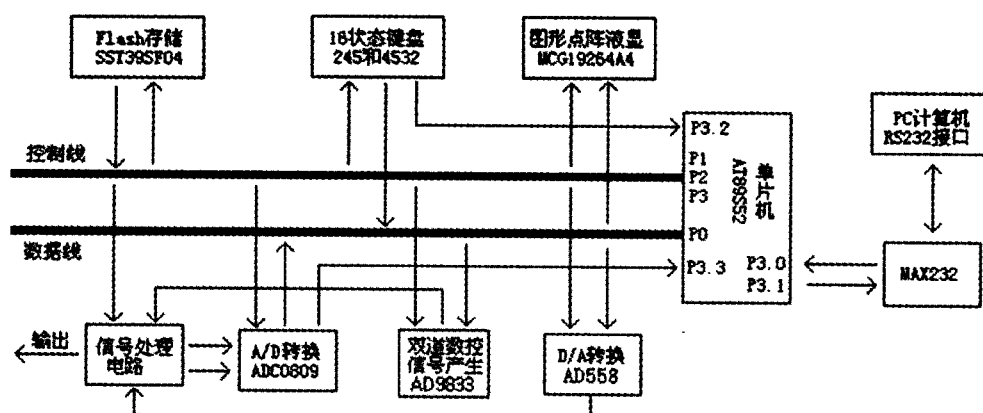 Flash存储
SST39SF04
16状态键盘
245和4532
图形点阵液显
MCG19264A4
PC计算机
RS232接口
控制线
数据线
P3.2
P1
P2
P3
P0
P3.3
P3.0
P3.1
单片机
AT89S52
MAX232
输出
信号处理
电路
A/D转换
ADC0809
双道数控
信号产生
AD9833
D/A转换
AD558